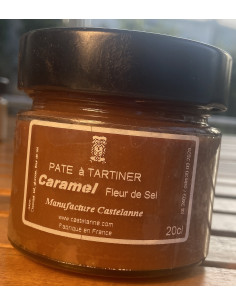 PATE à TARTINER
Caramel Fleur de Sel
Manufacture Castelanne
www.castelanne.com
Fabriqué en France
20cl